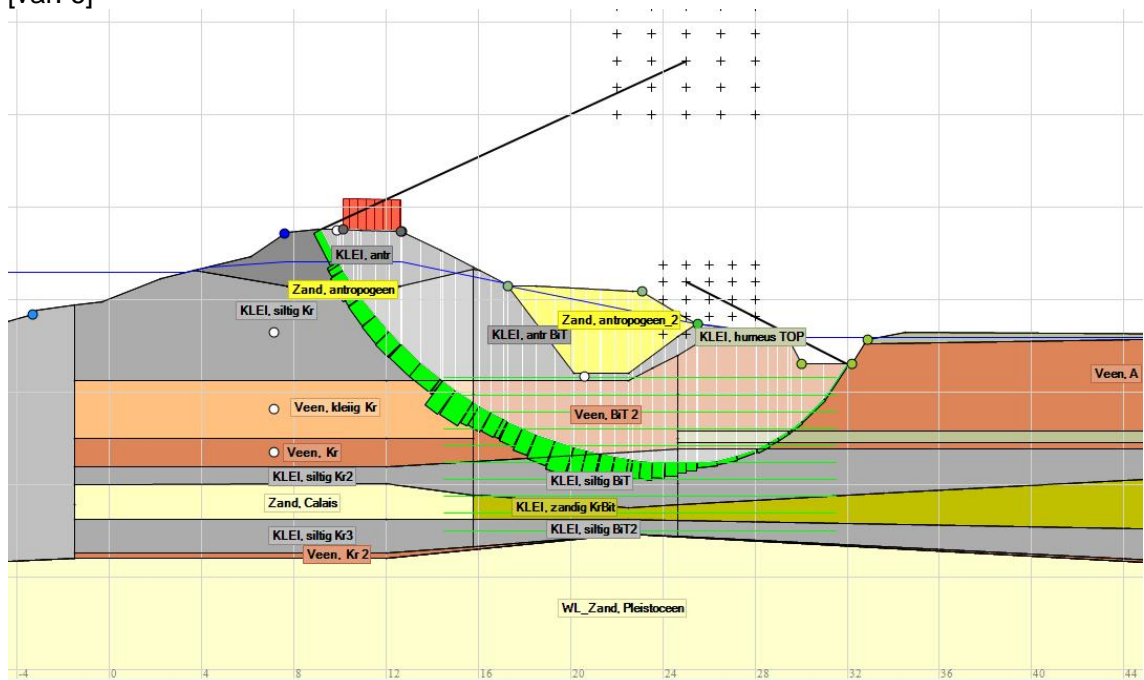 KLEI, antr
Zand, antropogeen
KLEI, siltig Kr
Zand, antropogeen_2
KLEI, antr BiT
KLEI, humeus TOP
Veen, A
Veen, kleiig Kr
Veen, BiT 2
Veen, Kr
KLEI, siltig Kr2
KLEI, siltig BiT
Zand, Calais
KLEI, zandig KrBit
KLEI, siltig BiT2
KLEI, siltig Kr3
Veen, Kr 2
WL_Zand, Pleistoceen
-4 0 4 8 12 16 20 24 28 32 36 40 44